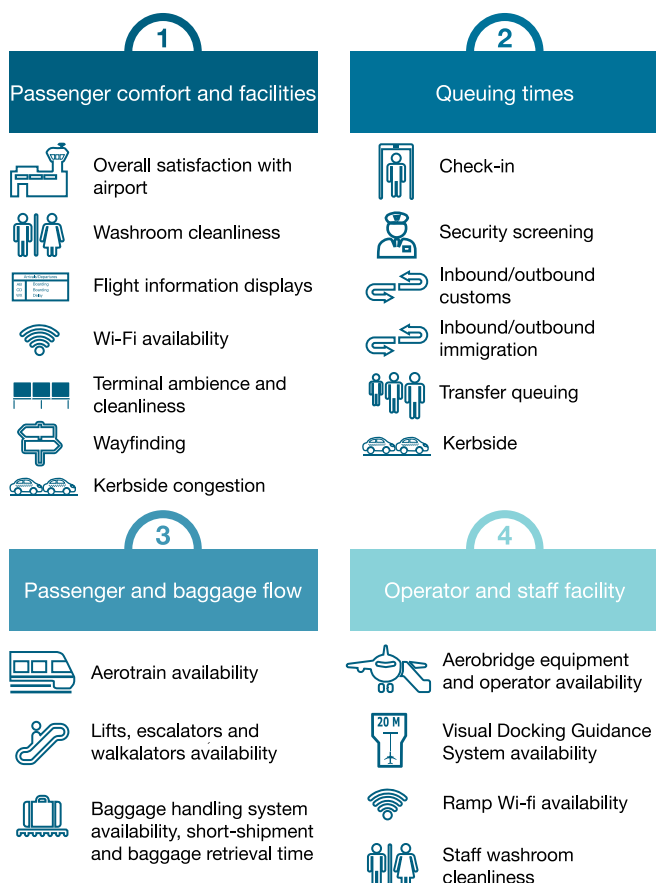 1
Passenger comfort and facilities
Overall satisfaction with
airport
Washroom cleanliness
Flight information displays
Wi-Fi availability
Terminal ambience and
cleanliness
Wayfinding
Kerbside congestion
2
Queuing times
Check-in
Security screening
Inbound/outbound
customs
Inbound/outbound
immigration
Transfer queuing
Kerbside
3
Passenger and baggage flow
Aerotrain availability
Lifts, escalators and
walkalators availability
Baggage handling system
availability, short-shipment
and baggage retrieval time
4
Operator and staff facility
Aerobridge equipment
and operator availability
20 M
Visual Docking Guidance
System availability
Ramp Wi-fi availability
Staff washroom
cleanliness